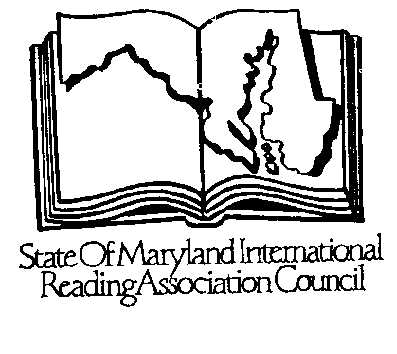 State Of Maryland International
Reading Association Council